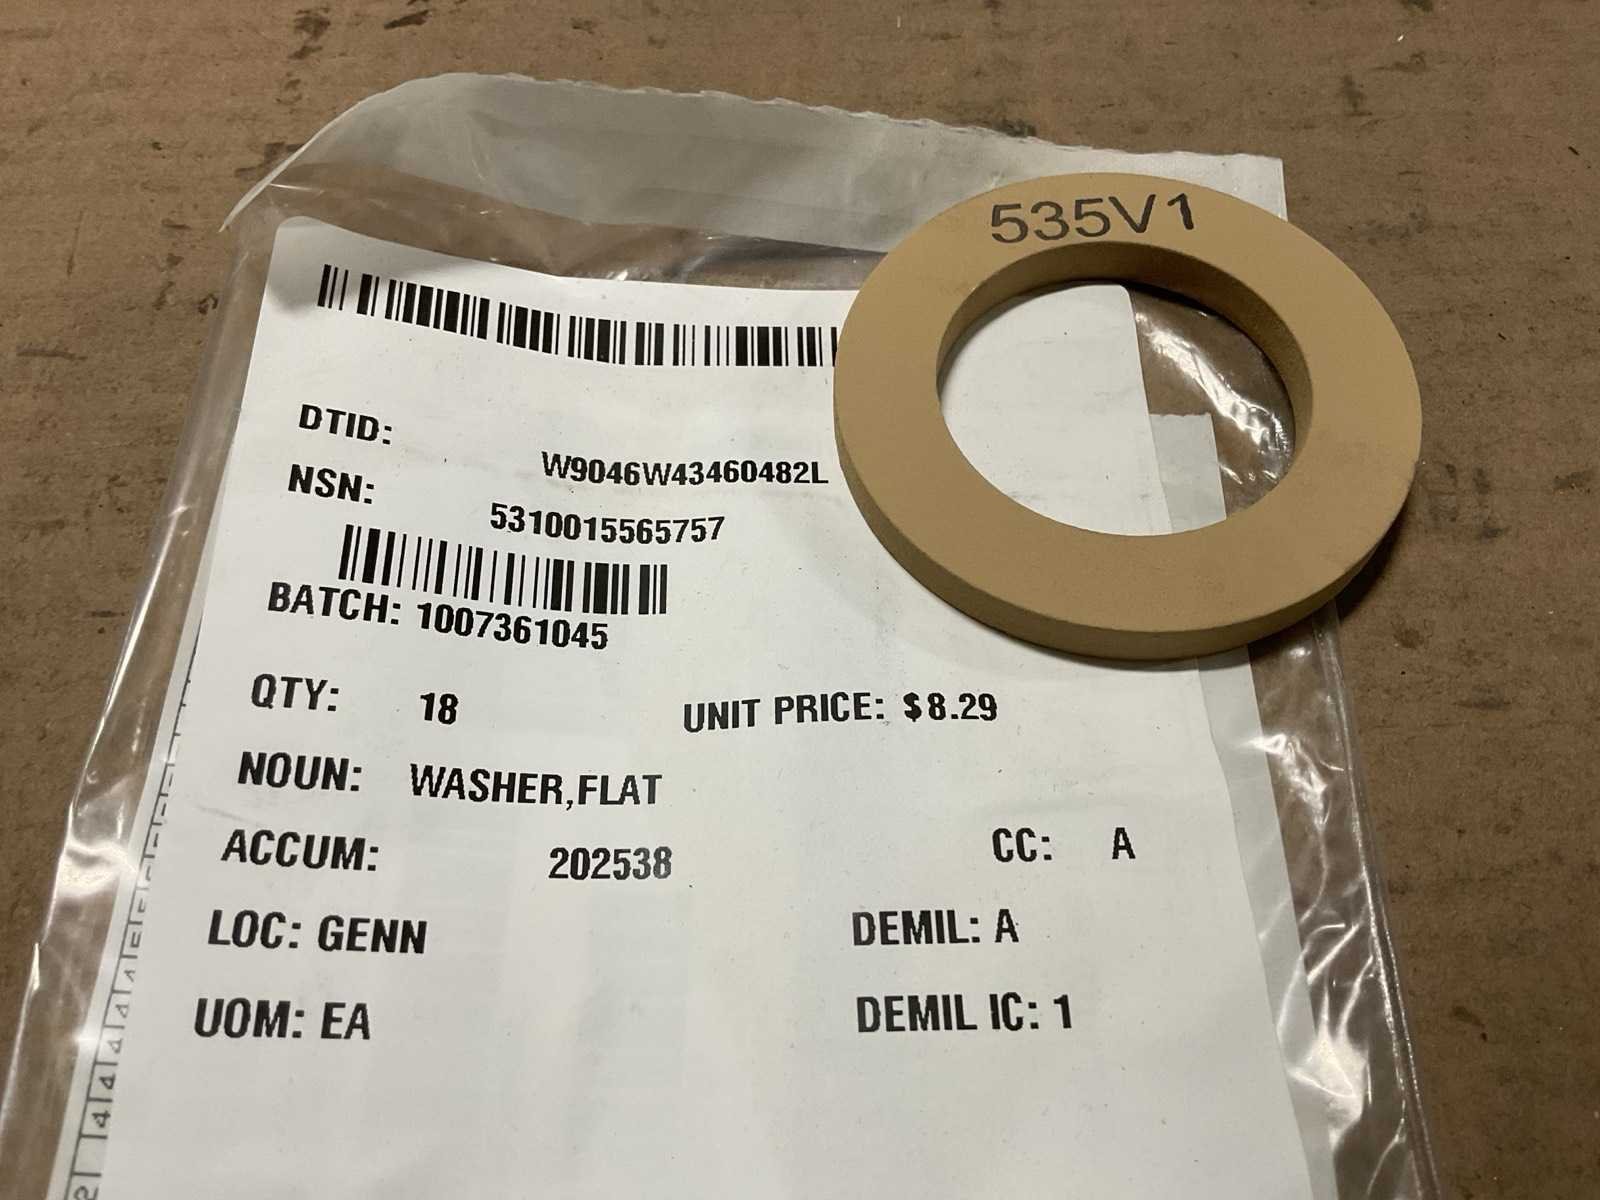 535V1
DTID: W9046W43460482L
NSN: 5310015565757
BATCH: 1007361045
QTY: 18 UNIT PRICE: $8.29
NOUN: WASHER,FLAT
ACCUM: 202538 CC: A
LOC: GENN DEMIL: A
UOM: EA DEMIL IC: 1